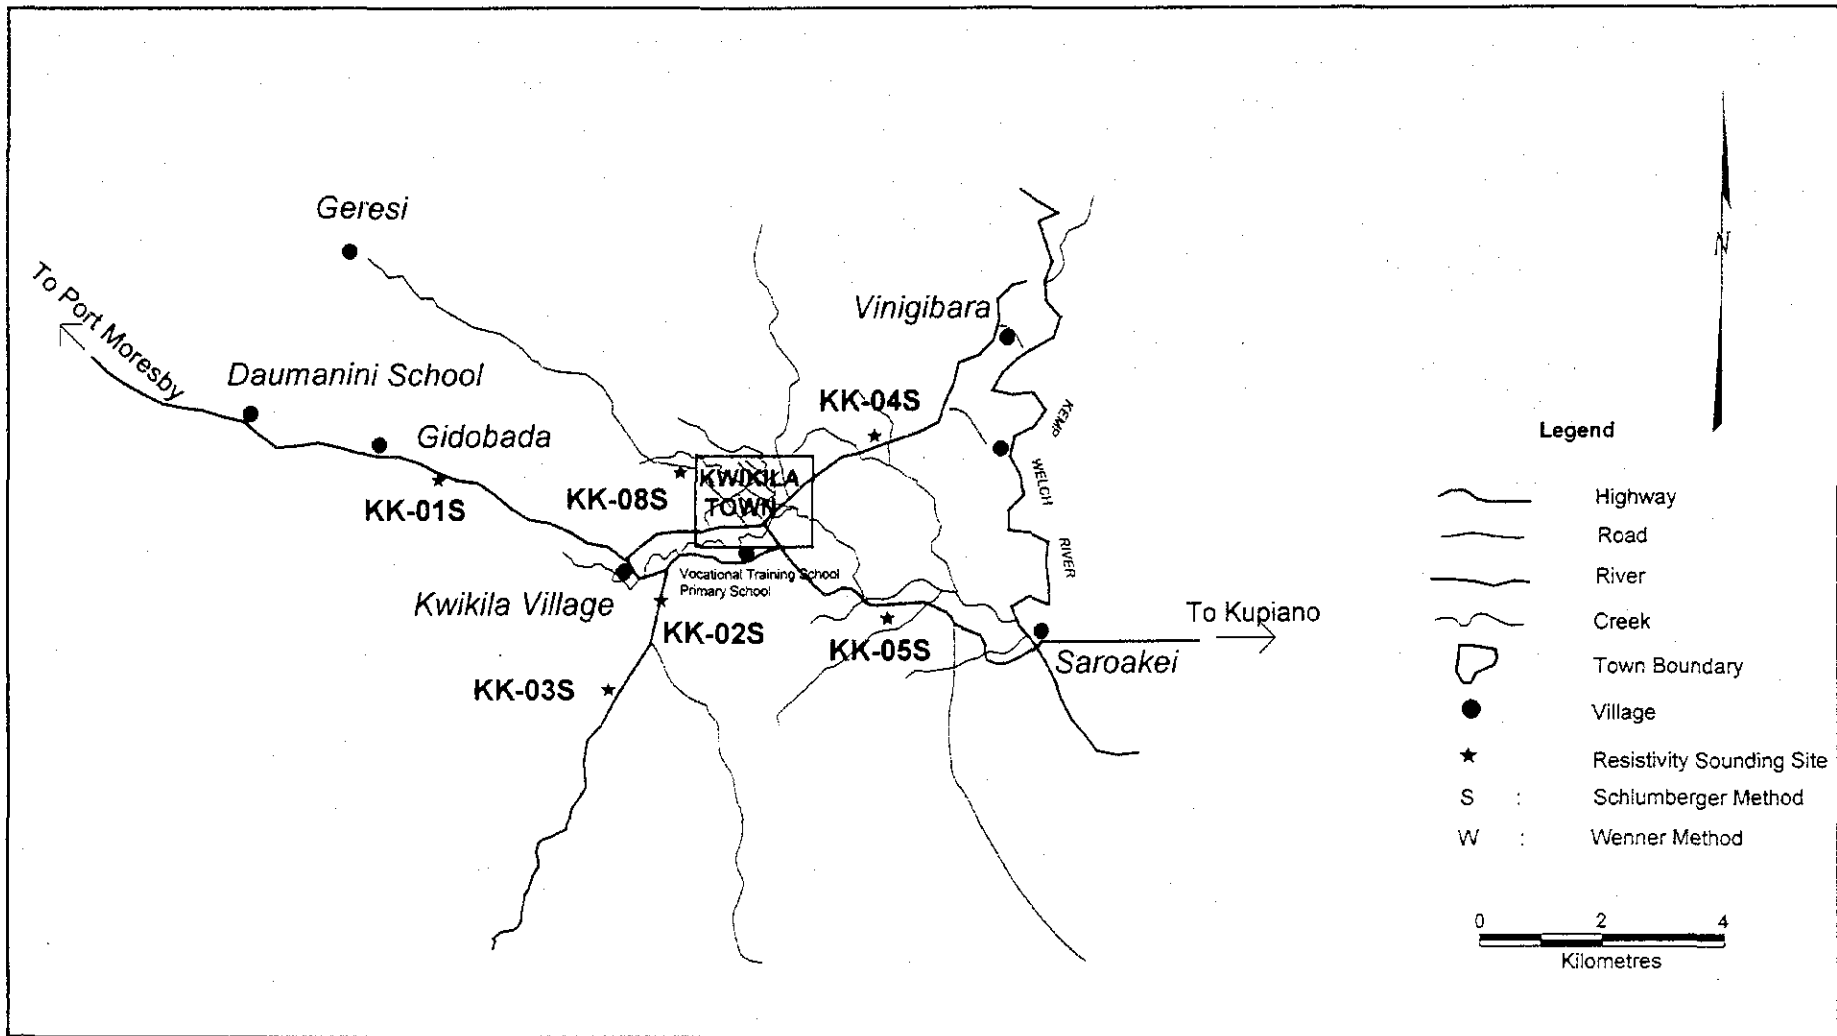 Geresi
To Port Moresby
Vinigibara
Daumanini School
KK-04S
Gidobada
KEMP
WELCH
RIVER
KK-01S
KK-08S
KWIKILA
TOWN
Vocational Training School
Primary School
Kwikila Village
KK-02S
KK-05S
KK-03S
To Kupiano
Saroakei
N
Legend
Highway
Road
River
Creek
Town Boundary
Village
Resistivity Sounding Site
S : Schlumberger Method
W : Wenner Method
0 2 4
Kilometres